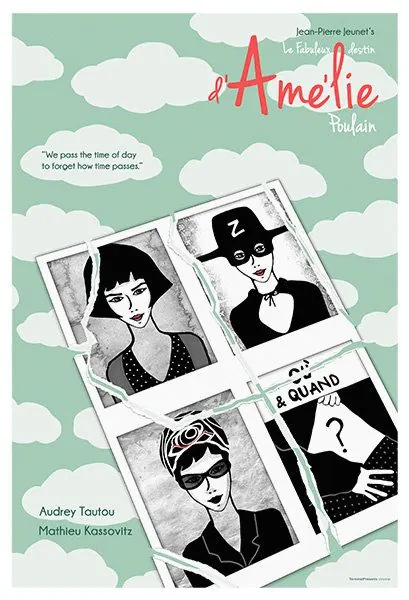 Jean-Pierre Jeunet's
Le Fabuleux destin
d'Amélie
Poulain
"We pass the time of day
to forget how time passes."
Z
OÙ
& QUAND
?
Audrey Tautou
Mathieu Kassovitz